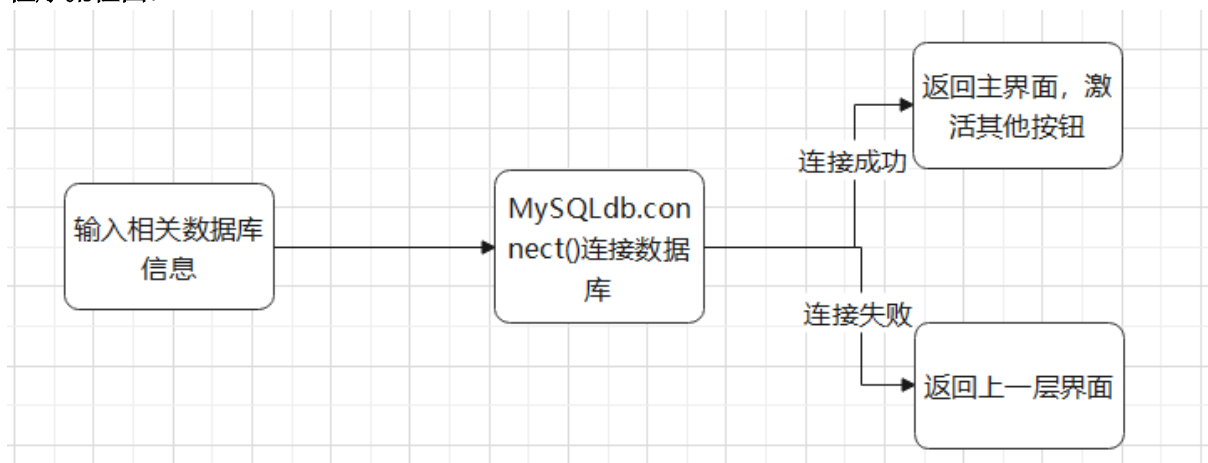 输入相关数据库
信息
MySQLdb.con
nect()连接数据
库
连接成功
返回主界面，激
活其他按钮
连接失败
返回上一层界面